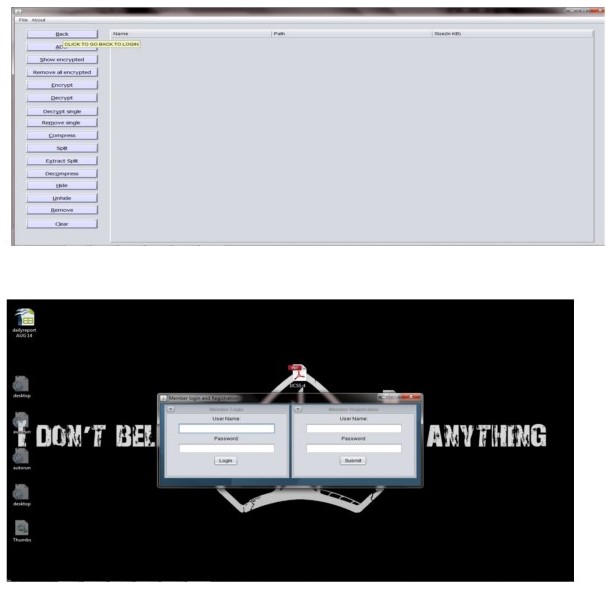 File About
Back
CLICK TO GO BACK TO LOGIN
Show encrypted
Remove all encrypted
Encrypt
Decrypt
Decrypt single
Remove single
Compress
Split
Extract Split
Decompress
Hide
Unhide
Remove
Clear
Name Path Size(in KB)
dailyreport
AUG 14
desktop
autorun
desktop
Thumbs
I DON'T BEL ANYTHING
Member login and Registration
Member Login
User Name:
Password:
Login
Member Registration
User Name:
Password:
Submit